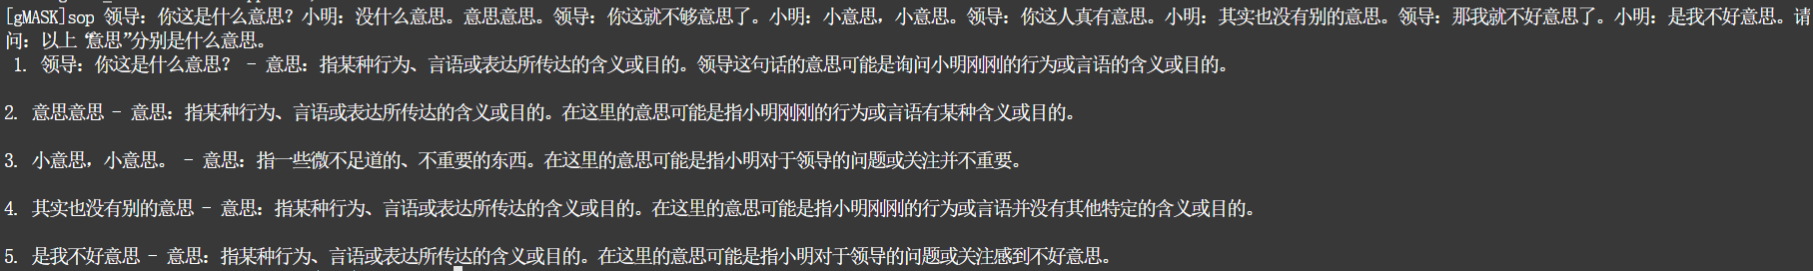 [gMASK]sop 领导：你这是什么意思？小明：没什么意思。意思意思。领导：你这就不够意思了。小明：小意思，小意思。领导：你这人真有意思。小明：其实也没有别的意思。领导：那我就不好意思了。小明：是我不好意思。请
问：以上“意思”分别是什么意思。
1. 领导：你这是什么意思？ - 意思：指某种行为、言语或表达所传达的含义或目的。领导这句话的意思可能是询问小明刚刚的行为或言语的含义或目的。
2. 意思意思 - 意思：指某种行为、言语或表达所传达的含义或目的。在这里的意思可能是指小明刚刚的行为或言语有某种含义或目的。
3. 小意思，小意思。 - 意思：指一些微不足道的、不重要的东西。在这里的意思可能是指小明对于领导的问题或关注并不重要。
4. 其实也没有别的意思 - 意思：指某种行为、言语或表达所传达的含义或目的。在这里的意思可能是指小明刚刚的行为或言语并没有其他特定的含义或目的。
5. 是我不好意思 - 意思：指某种行为、言语或表达所传达的含义或目的。在这里的意思可能是指小明对于领导的问题或关注感到不好意思。